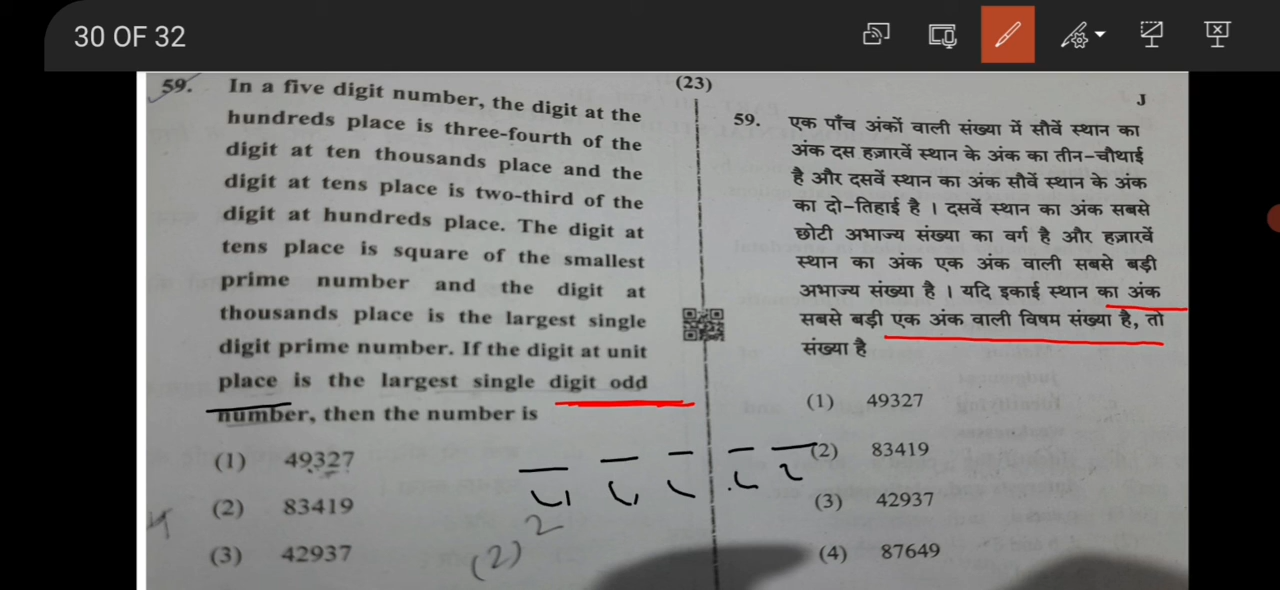 30 OF 32
(23)
J
59. In a five digit number, the digit at the
hundreds place is three-fourth of the
digit at ten thousands place and the
digit at tens place is two-third of the
digit at hundreds place. The digit at
tens place is square of the smallest
prime number and the digit at
thousands place is the largest single
digit prime number. If the digit at unit
place is the largest single digit odd
number, then the number is
(1) 49327
(2) 83419
(3) 42937
(2)²
59. एक पाँच अंकों वाली संख्या में सौवें स्थान का
अंक दस हज़ारवें स्थान के अंक का तीन-चौथाई
है और दसवें स्थान का अंक सौवें स्थान के अंक
का दो-तिहाई है । दसवें स्थान का अंक सबसे
छोटी अभाज्य संख्या का वर्ग है और हज़ारवें
स्थान का अंक एक अंक वाली सबसे बड़ी
अभाज्य संख्या है । यदि इकाई स्थान का अंक
सबसे बड़ी एक अंक वाली विषम संख्या है, तो
संख्या है
(1) 49327
(2) 83419
(3) 42937
(4) 87649